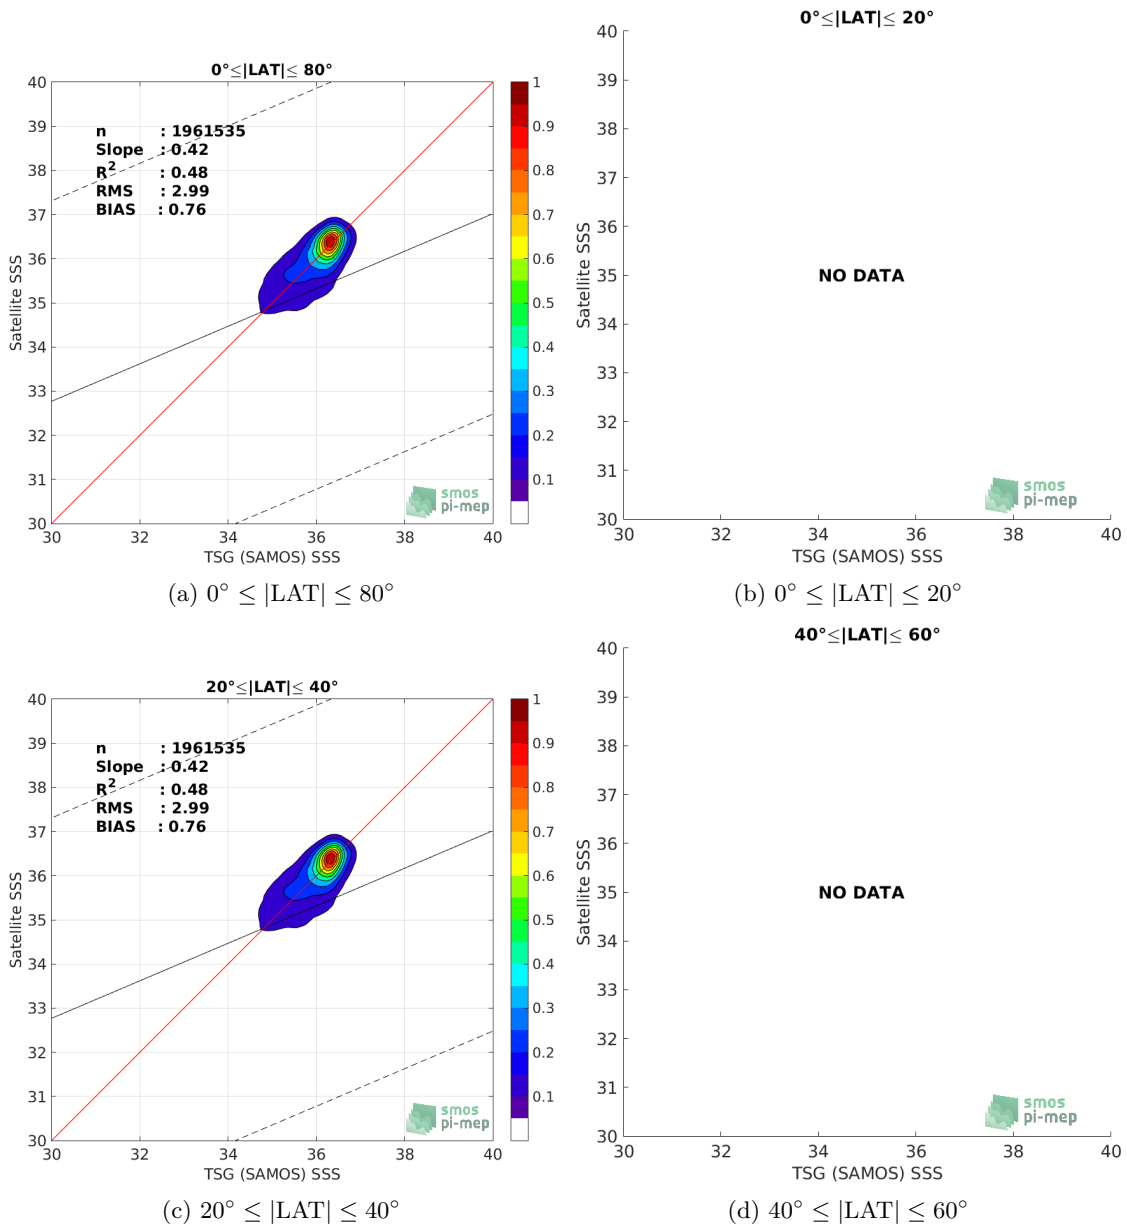 0°≤|LAT|≤ 80°
40
39
38
37
36
35
34
33
32
31
30
Satellite SSS
n : 1961535
Slope : 0.42
R2 : 0.48
RMS : 2.99
BIAS : 0.76
1
0.9
0.8
0.7
0.6
0.5
0.4
0.3
0.2
0.1
smos
pi-mep
30 32 34 36 38 40
TSG (SAMOS) SSS
(a) 0° ≤ |LAT| ≤ 80°
0°≤|LAT|≤ 20°
40
39
38
37
36
35
34
33
32
31
30
Satellite SSS
NO DATA
smos
pi-mep
30 32 34 36 38 40
TSG (SAMOS) SSS
(b) 0° ≤ |LAT| ≤ 20°
20°≤|LAT|≤ 40°
40
39
38
37
36
35
34
33
32
31
30
Satellite SSS
n : 1961535
Slope : 0.42
R2 : 0.48
RMS : 2.99
BIAS : 0.76
1
0.9
0.8
0.7
0.6
0.5
0.4
0.3
0.2
0.1
smos
pi-mep
30 32 34 36 38 40
TSG (SAMOS) SSS
(c) 20° ≤ |LAT| ≤ 40°
40°≤|LAT|≤ 60°
40
39
38
37
36
35
34
33
32
31
30
Satellite SSS
NO DATA
smos
pi-mep
30 32 34 36 38 40
TSG (SAMOS) SSS
(d) 40° ≤ |LAT| ≤ 60°